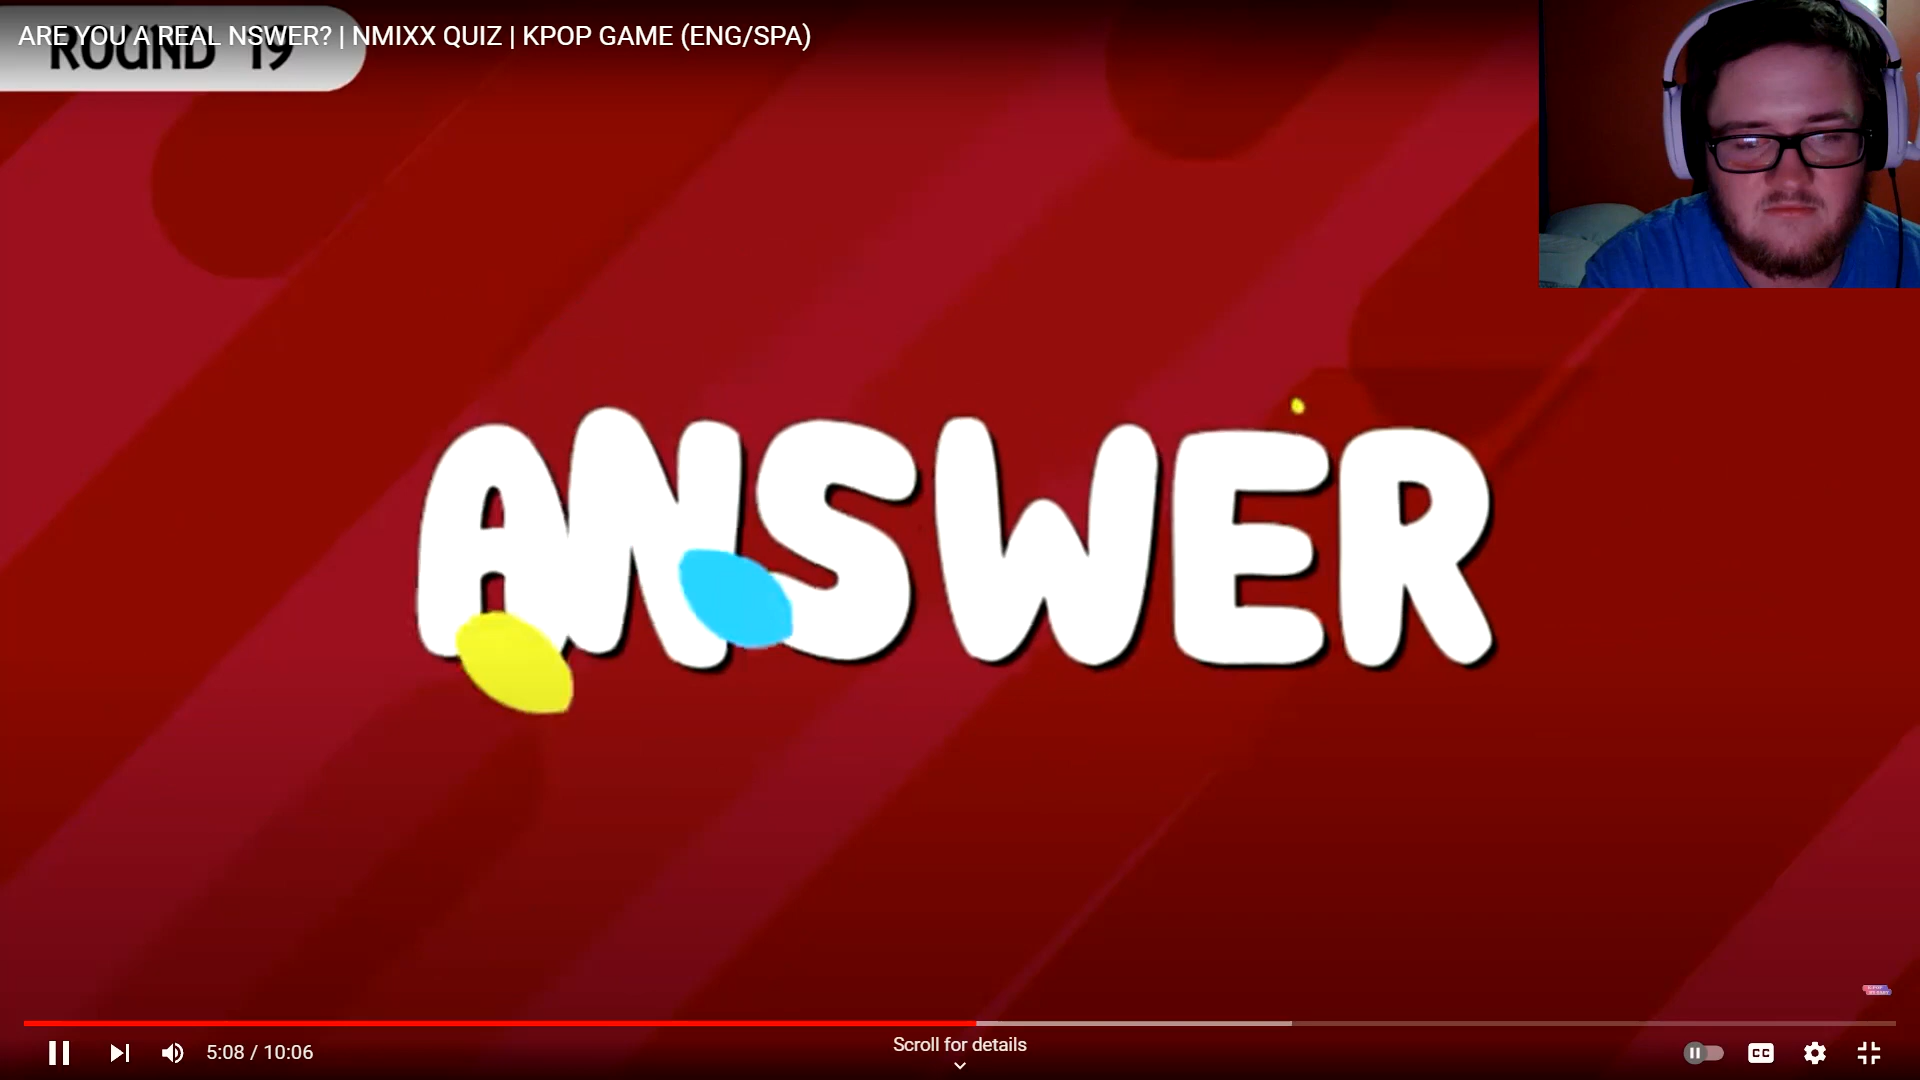 ARE YOU A REAL NSWER? | NMIXX QUIZ | KPOP GAME (ENG/SPA)
ROUND 19
ANSWER
Scroll for details
5:08 / 10:06
CC